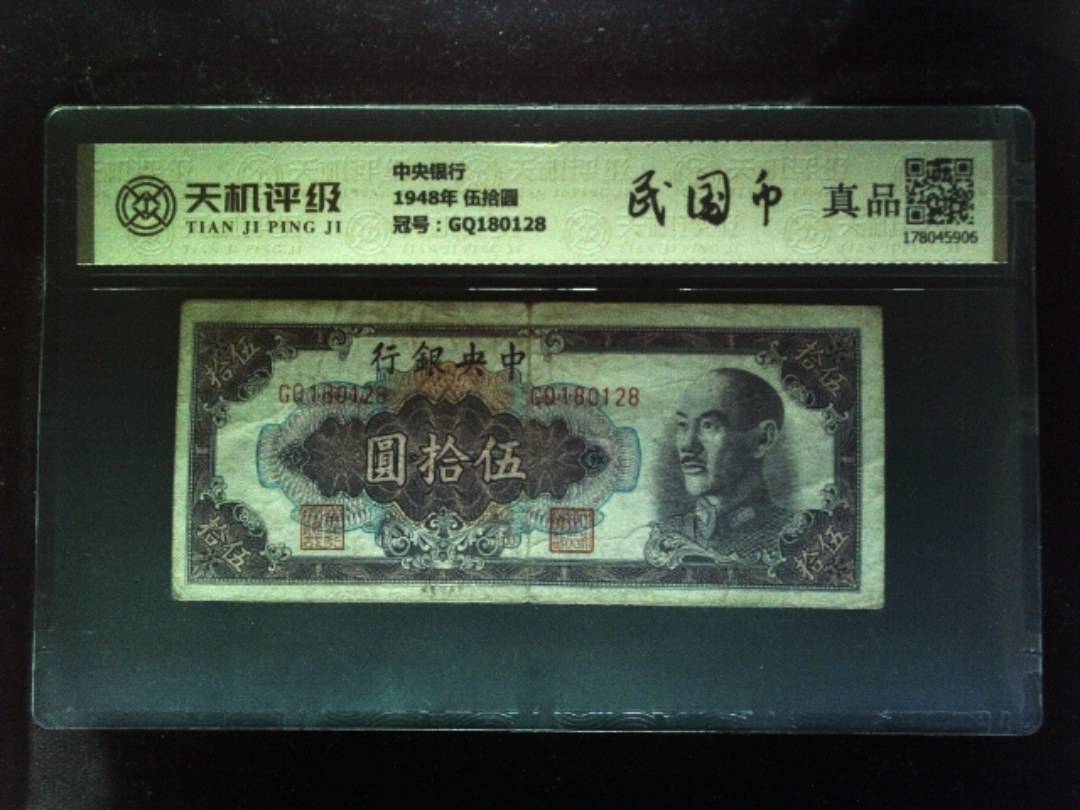 天机评级
TIAN JI PING JI
中央银行
1948年 伍拾圓
冠号：GQ180128
民国币
真品
178045906
伍拾
行銀央中
拾伍
GQ180128
GQ180128
圓拾伍
伍拾
拾伍